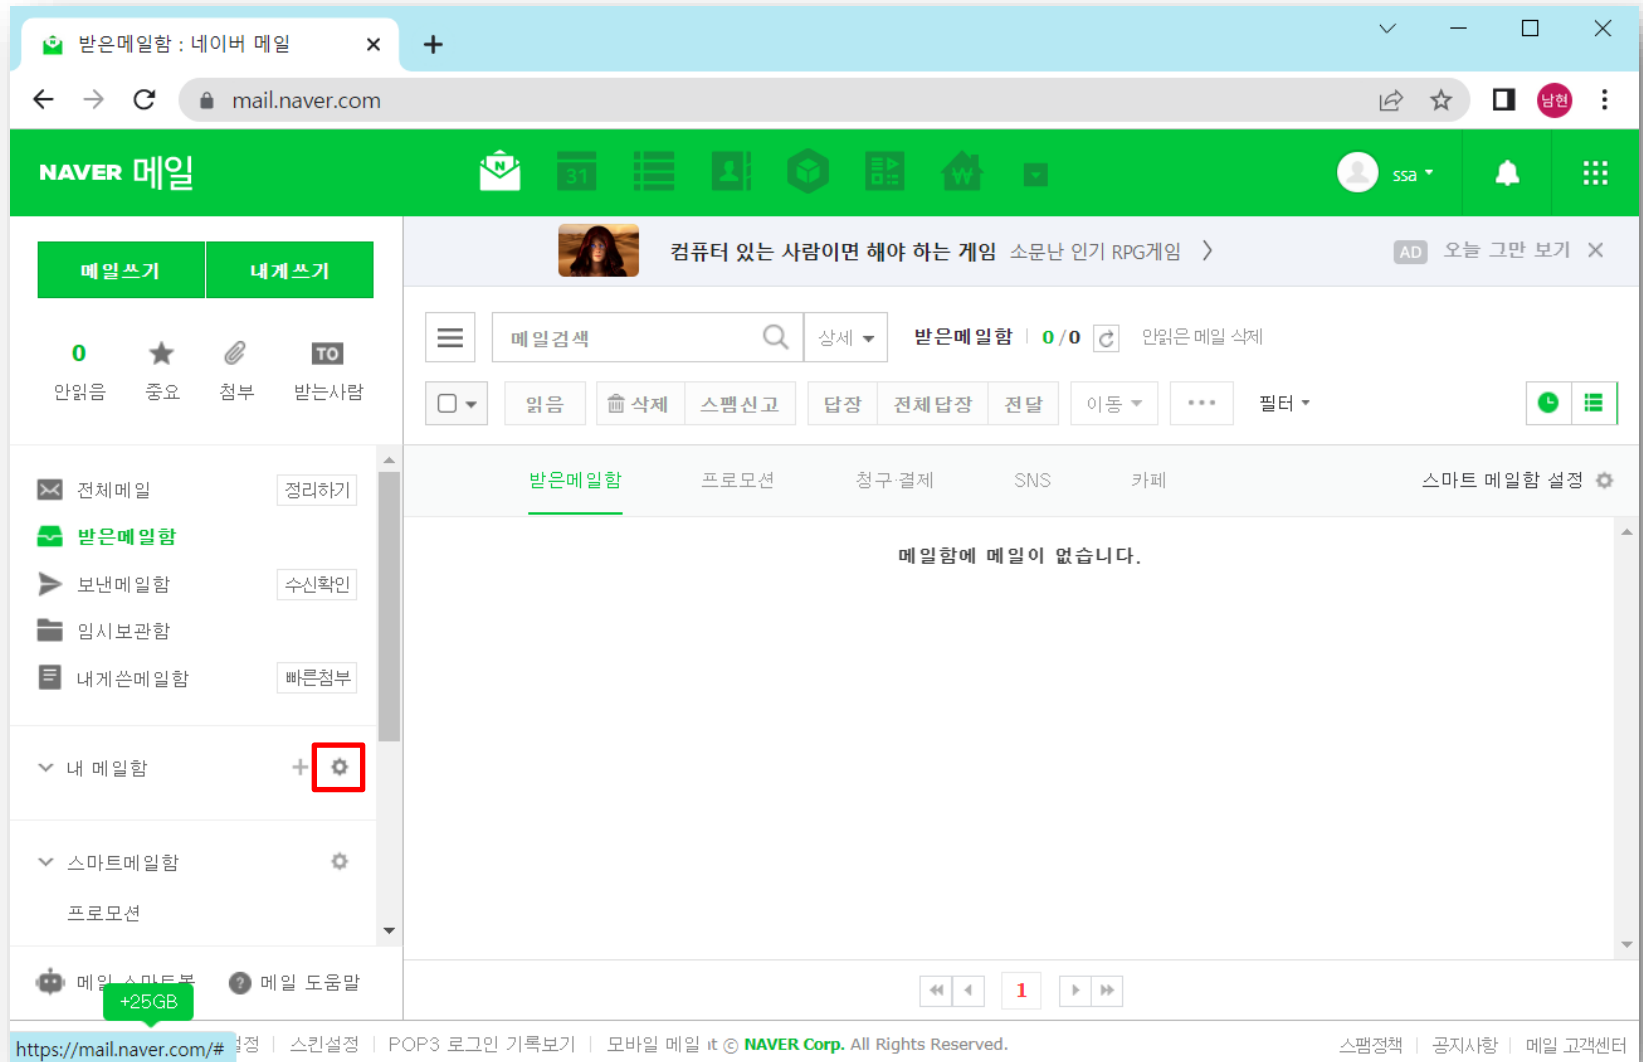 받은메일함 : 네이버 메일
mail.naver.com
남현
NAVER 메일
31
ssa
메일쓰기 내게쓰기
컴퓨터 있는 사람이면 해야 하는 게임 소문난 인기 RPG게임
AD 오늘 그만 보기
0
TO
안읽음 중요 첨부 받는사람
메일검색 상세 받은메일함 0/0 안읽은 메일 삭제
읽음 삭제 스팸신고 답장 전체답장 전달 이동 필터
전체메일 정리하기
받은메일함
보낸메일함 수신확인
임시보관함
내게쓴메일함 빠른첨부
내 메일함
스마트메일함
프로모션
받은메일함 프로모션 청구·결제 SNS 카페 스마트 메일함 설정
메일함에 메일이 없습니다.
1
메일 스마트봇 메일 도움말
+25GB
https://mail.naver.com/#
스킨설정 POP3 로그인 기록보기 모바일 메일 ⓒ NAVER Corp. All Rights Reserved.
스팸정책 공지사항 메일 고객센터